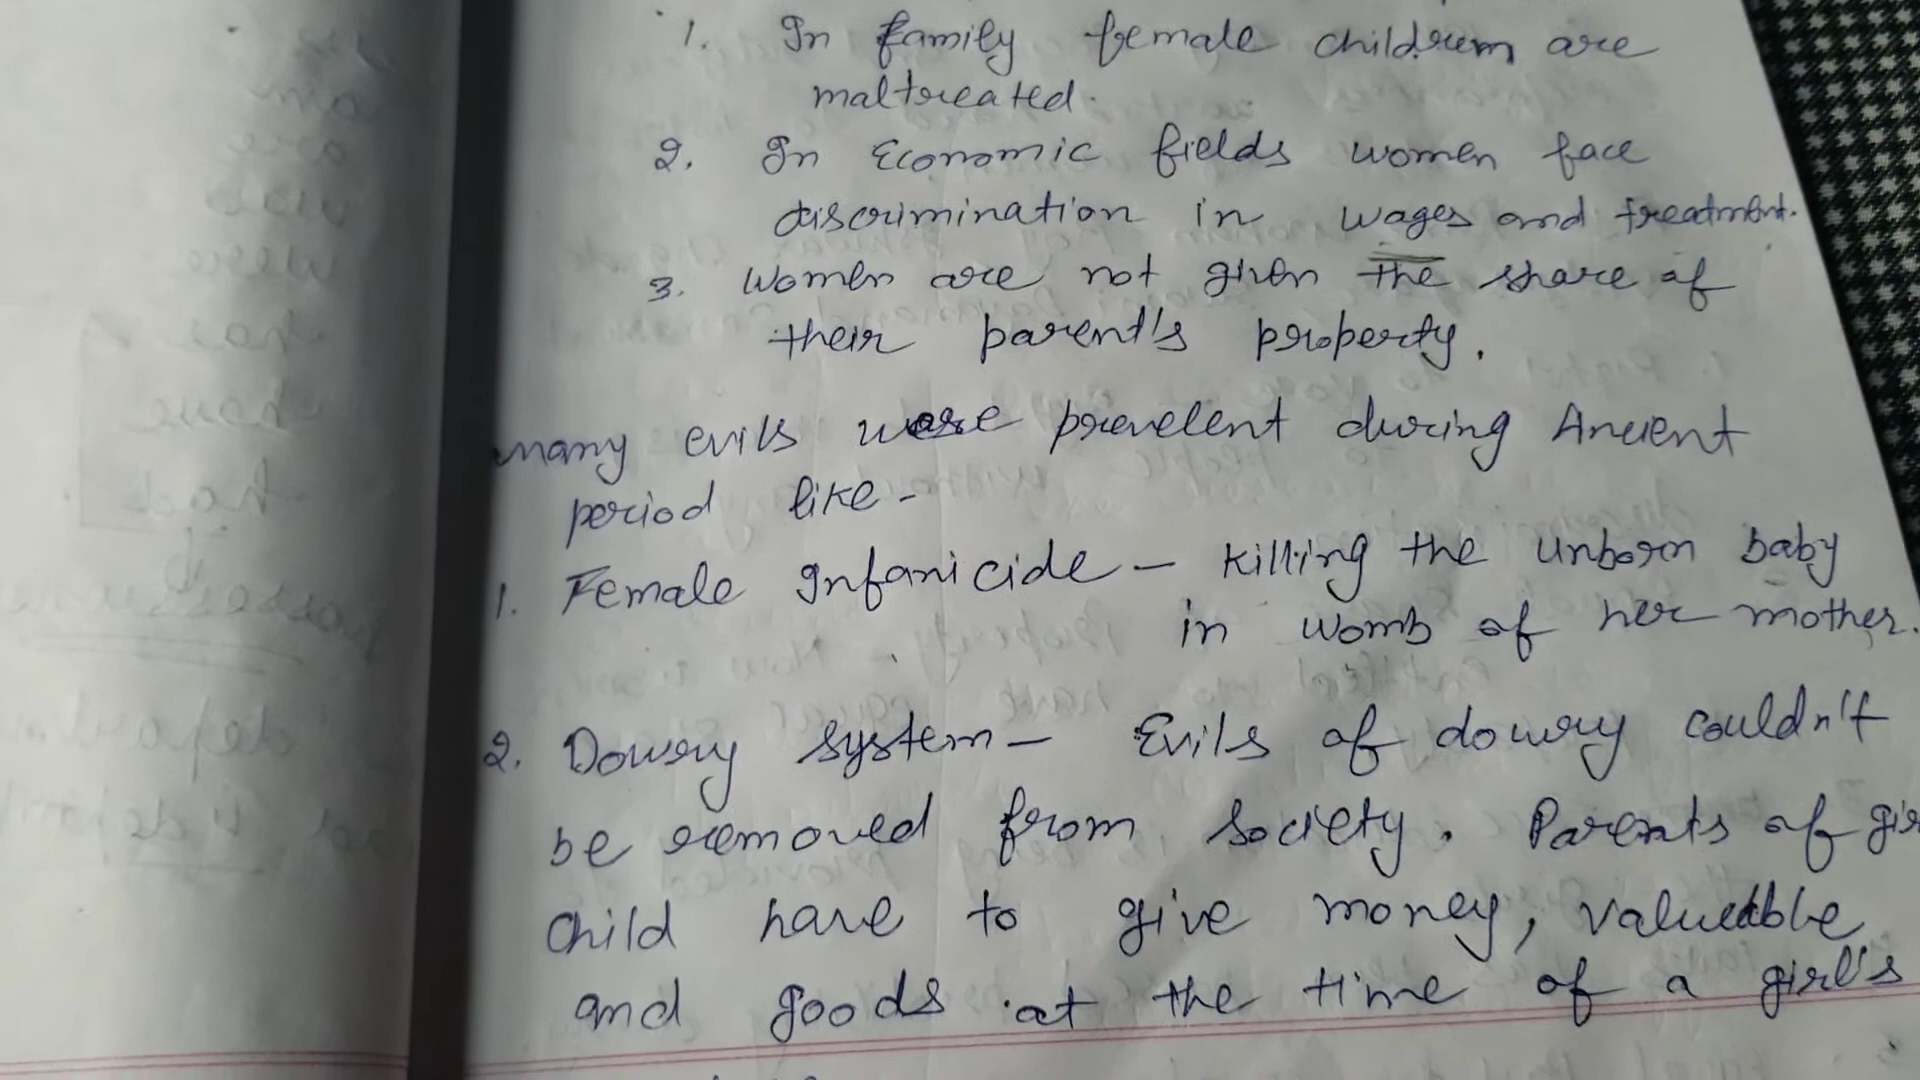 1. In family female childrem are
maltreated.
2. In Economic fields women face
discrimination in wages and treatment.
3. Women are not given the share of
their parent's property.
many evils were prevelent during Ancient
period like -
1. Female Infanicide - Killing the unborn baby
in womb of her mother.
2. Dowry system - Evils of dowry couldn't
be removed from society. Parents of
child have to give money, valueable
and goods at the time of a girl's